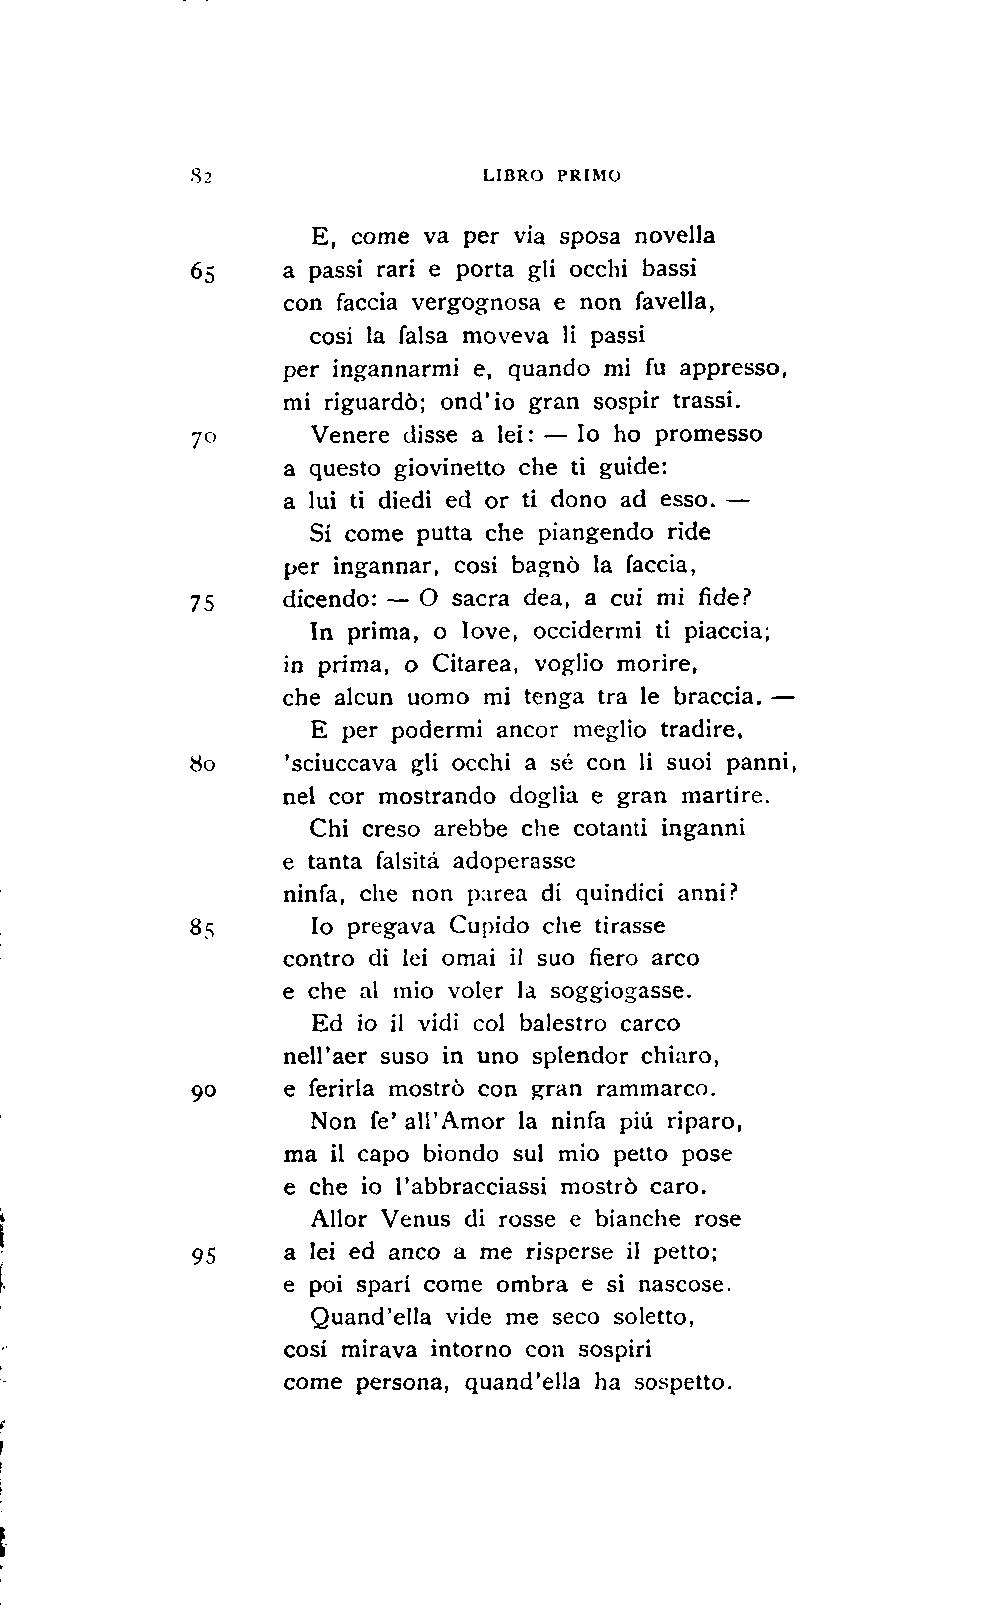 82 LIBRO PRIMO
E, come va per via sposa novella
65 a passi rari e porta gli occhi bassi
con faccia vergognosa e non favella,
cosí la falsa moveva li passi
per ingannarmi e, quando mi fu appresso,
mi riguardò; ond'io gran sospir trassi.
70 Venere disse a lei: — Io ho promesso
a questo giovinetto che ti guide:
a lui ti diedi ed or ti dono ad esso. —
Sí come putta che piangendo ride
per ingannar, cosí bagnò la faccia,
75 dicendo: — O sacra dea, a cui mi fide?
In prima, o Iove, occidermi ti piaccia;
in prima, o Citarea, voglio morire,
che alcun uomo mi tenga tra le braccia. —
E per podermi ancor meglio tradire,
80 'sciuccava gli occhi a sé con li suoi panni,
nel cor mostrando doglia e gran martire.
Chi creso arebbe che cotanti inganni
e tanta falsitá adoperasse
ninfa, che non parea di quindici anni?
85 Io pregava Cupido che tirasse
contro di lei omai il suo fiero arco
e che al mio voler la soggiogasse.
Ed io il vidi col balestro carco
nell'aer suso in uno splendor chiaro,
90 e ferirla mostrò con gran rammarco.
Non fe' all'Amor la ninfa piú riparo,
ma il capo biondo sul mio petto pose
e che io l'abbracciassi mostrò caro.
Allor Venus di rosse e bianche rose
95 a lei ed anco a me risperse il petto;
e poi sparí come ombra e si nascose.
Quand'ella vide me seco soletto,
cosí mirava intorno con sospiri
come persona, quand'ella ha sospetto.